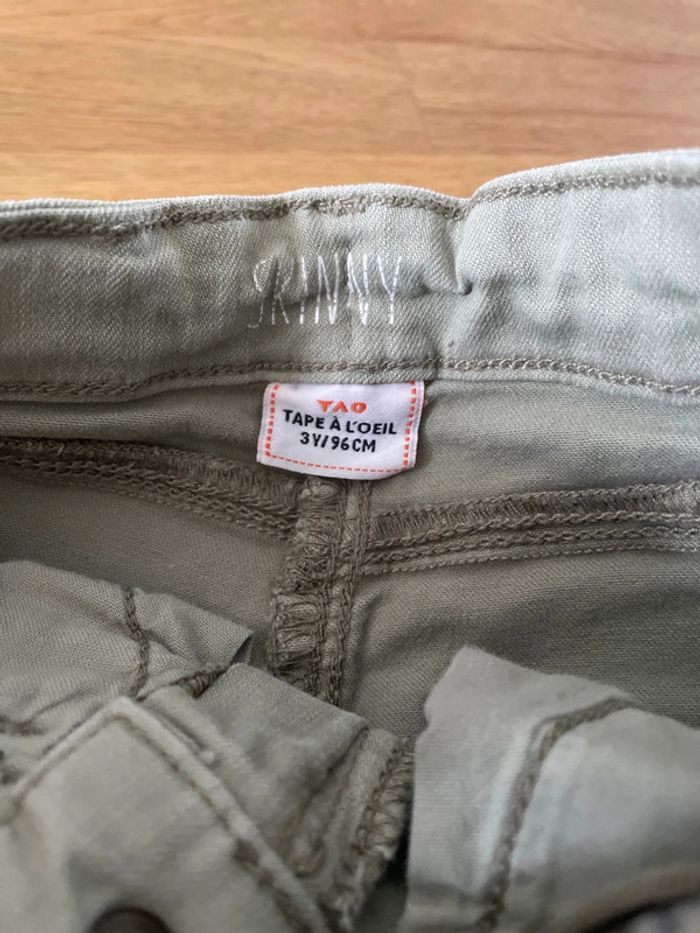 SKINNY
TAO
TAPE À L'OEIL
3Y/96CM